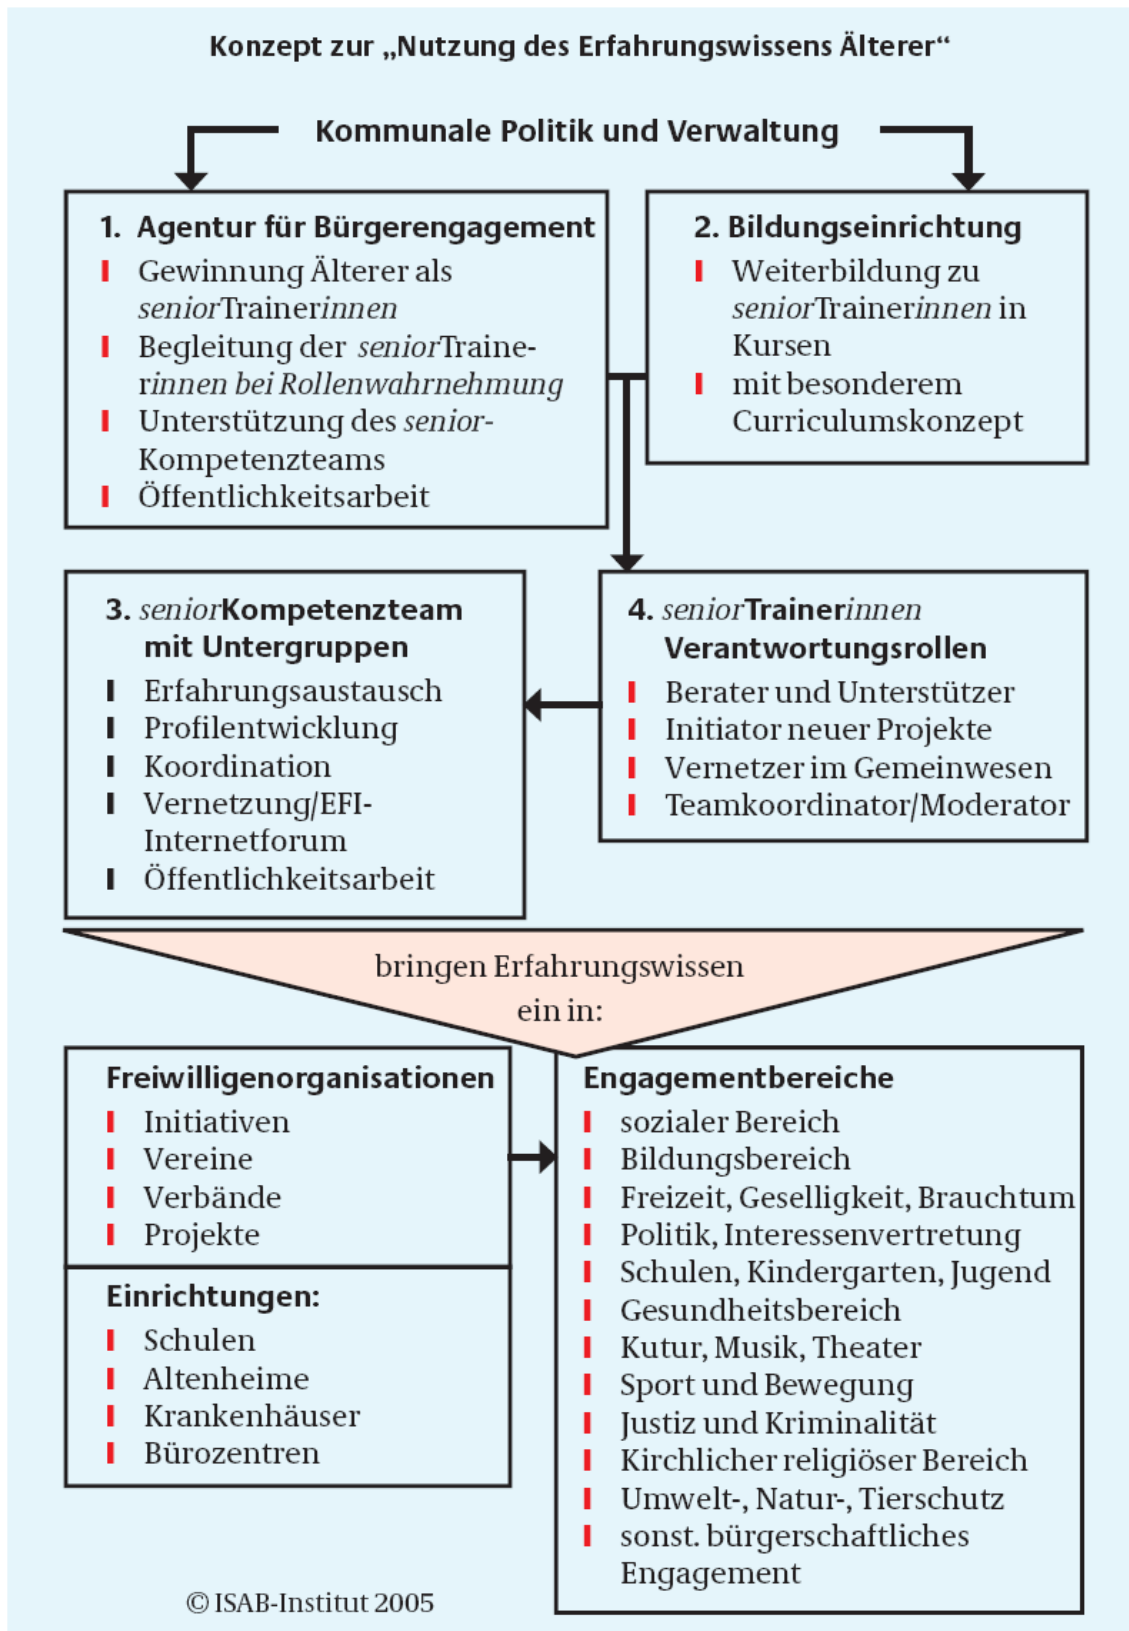 Konzept zur „Nutzung des Erfahrungswissens Älterer“
Kommunale Politik und Verwaltung
1. Agentur für Bürgerengagement
Gewinnung Älterer als
seniorTrainerinnen
Begleitung der seniorTraine-
rinnen bei Rollenwahrnehmung
Unterstützung des senior-
Kompetenzteams
Öffentlichkeitsarbeit
2. Bildungseinrichtung
Weiterbildung zu
seniorTrainerinnen in
Kursen
mit besonderem
Curriculumskonzept
3. seniorKompetenzteam
mit Untergruppen
Erfahrungsaustausch
Profilentwicklung
Koordination
Vernetzung/EFI-
Internetforum
Öffentlichkeitsarbeit
4. seniorTrainerinnen
Verantwortungsrollen
Berater und Unterstützer
Initiator neuer Projekte
Vernetzer im Gemeinwesen
Teamkoordinator/Moderator
bringen Erfahrungswissen
ein in:
Freiwilligenorganisationen
Initiativen
Vereine
Verbände
Projekte
Einrichtungen:
Schulen
Altenheime
Krankenhäuser
Bürozentren
Engagementbereiche
sozialer Bereich
Bildungsbereich
Freizeit, Geselligkeit, Brauchtum
Politik, Interessenvertretung
Schulen, Kindergarten, Jugend
Gesundheitsbereich
Kutur, Musik, Theater
Sport und Bewegung
Justiz und Kriminalität
Kirchlicher religiöser Bereich
Umwelt-, Natur-, Tierschutz
sonst. bürgerschaftliches
Engagement
© ISAB-Institut 2005